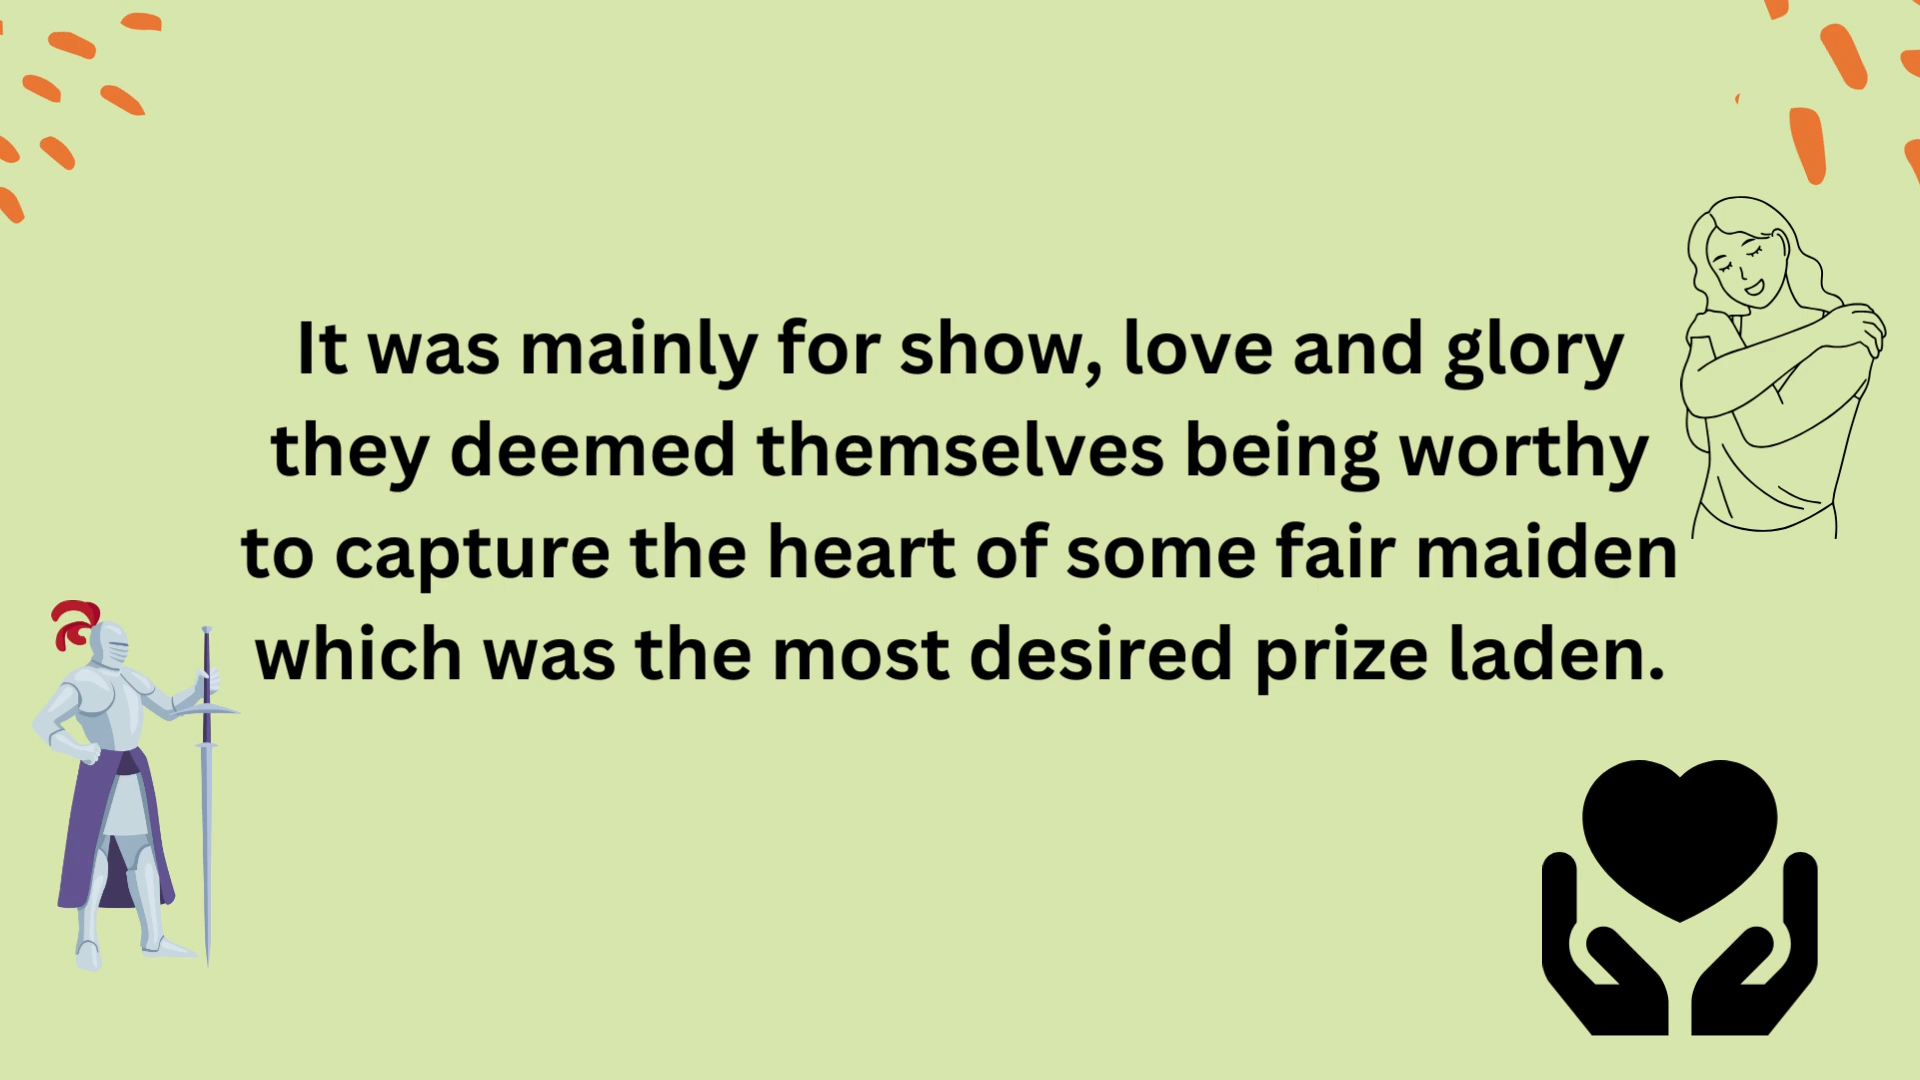 It was mainly for show, love and glory
they deemed themselves being worthy
to capture the heart of some fair maiden
which was the most desired prize laden.